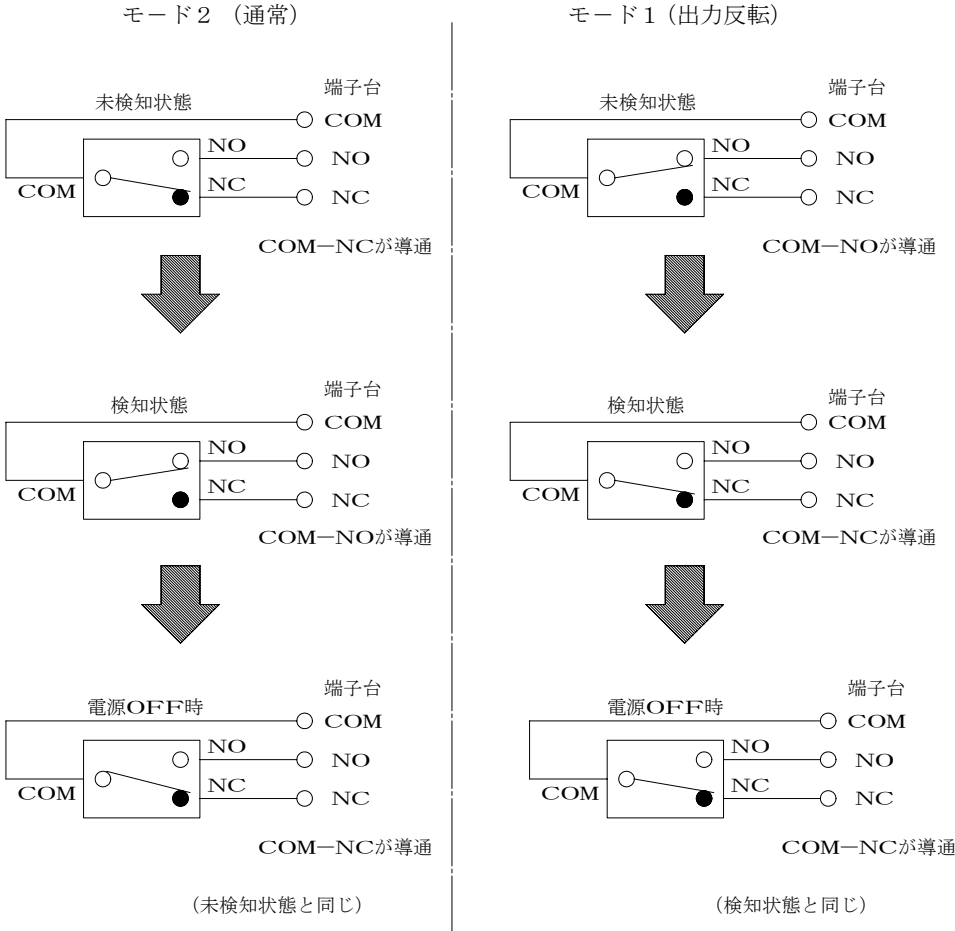 モード２ （通常）
未検知状態
端子台
COM
NO
NO
COM
NC
NC
COM－NCが導通
検知状態
端子台
COM
NO
NO
COM
NC
NC
COM－NOが導通
電源OFF時
端子台
COM
NO
NO
COM
NC
NC
COM－NCが導通
（未検知状態と同じ）
モード１（出力反転）
未検知状態
端子台
COM
NO
NO
COM
NC
NC
COM－NOが導通
検知状態
端子台
COM
NO
NO
COM
NC
NC
COM－NCが導通
電源OFF時
端子台
COM
NO
NO
COM
NC
NC
COM－NCが導通
（検知状態と同じ）